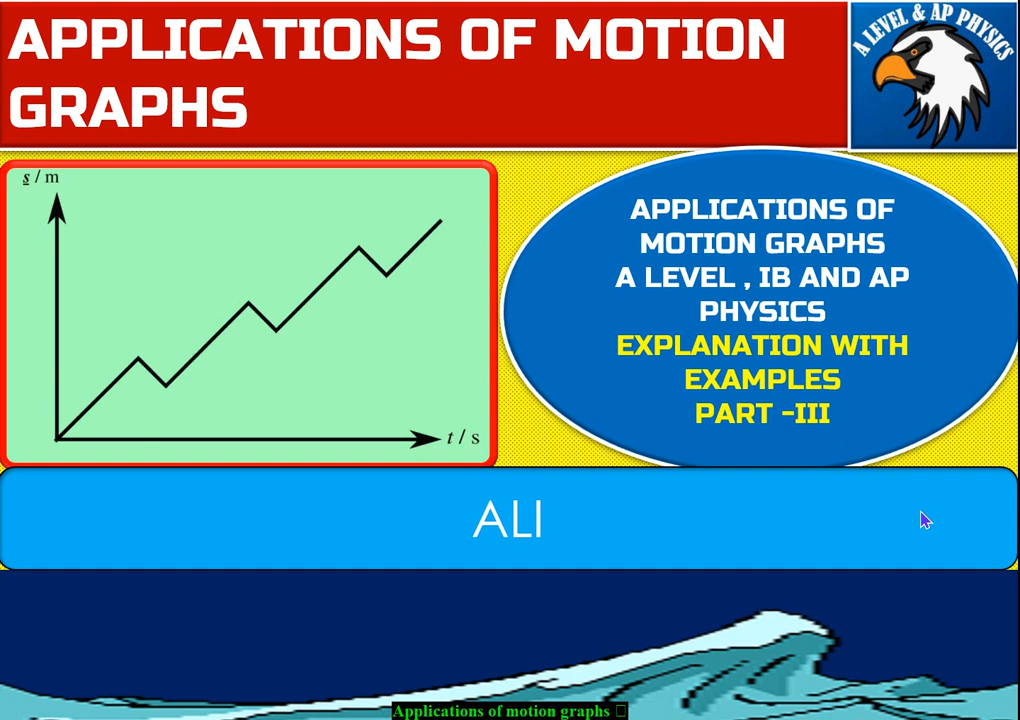 APPLICATIONS OF MOTION
GRAPHS
A LEVEL & AP PHYSICS
s / m
t / s
APPLICATIONS OF
MOTION GRAPHS
A LEVEL , IB AND AP
PHYSICS
EXPLANATION WITH
EXAMPLES
PART -III
ALI
Applications of motion graphs